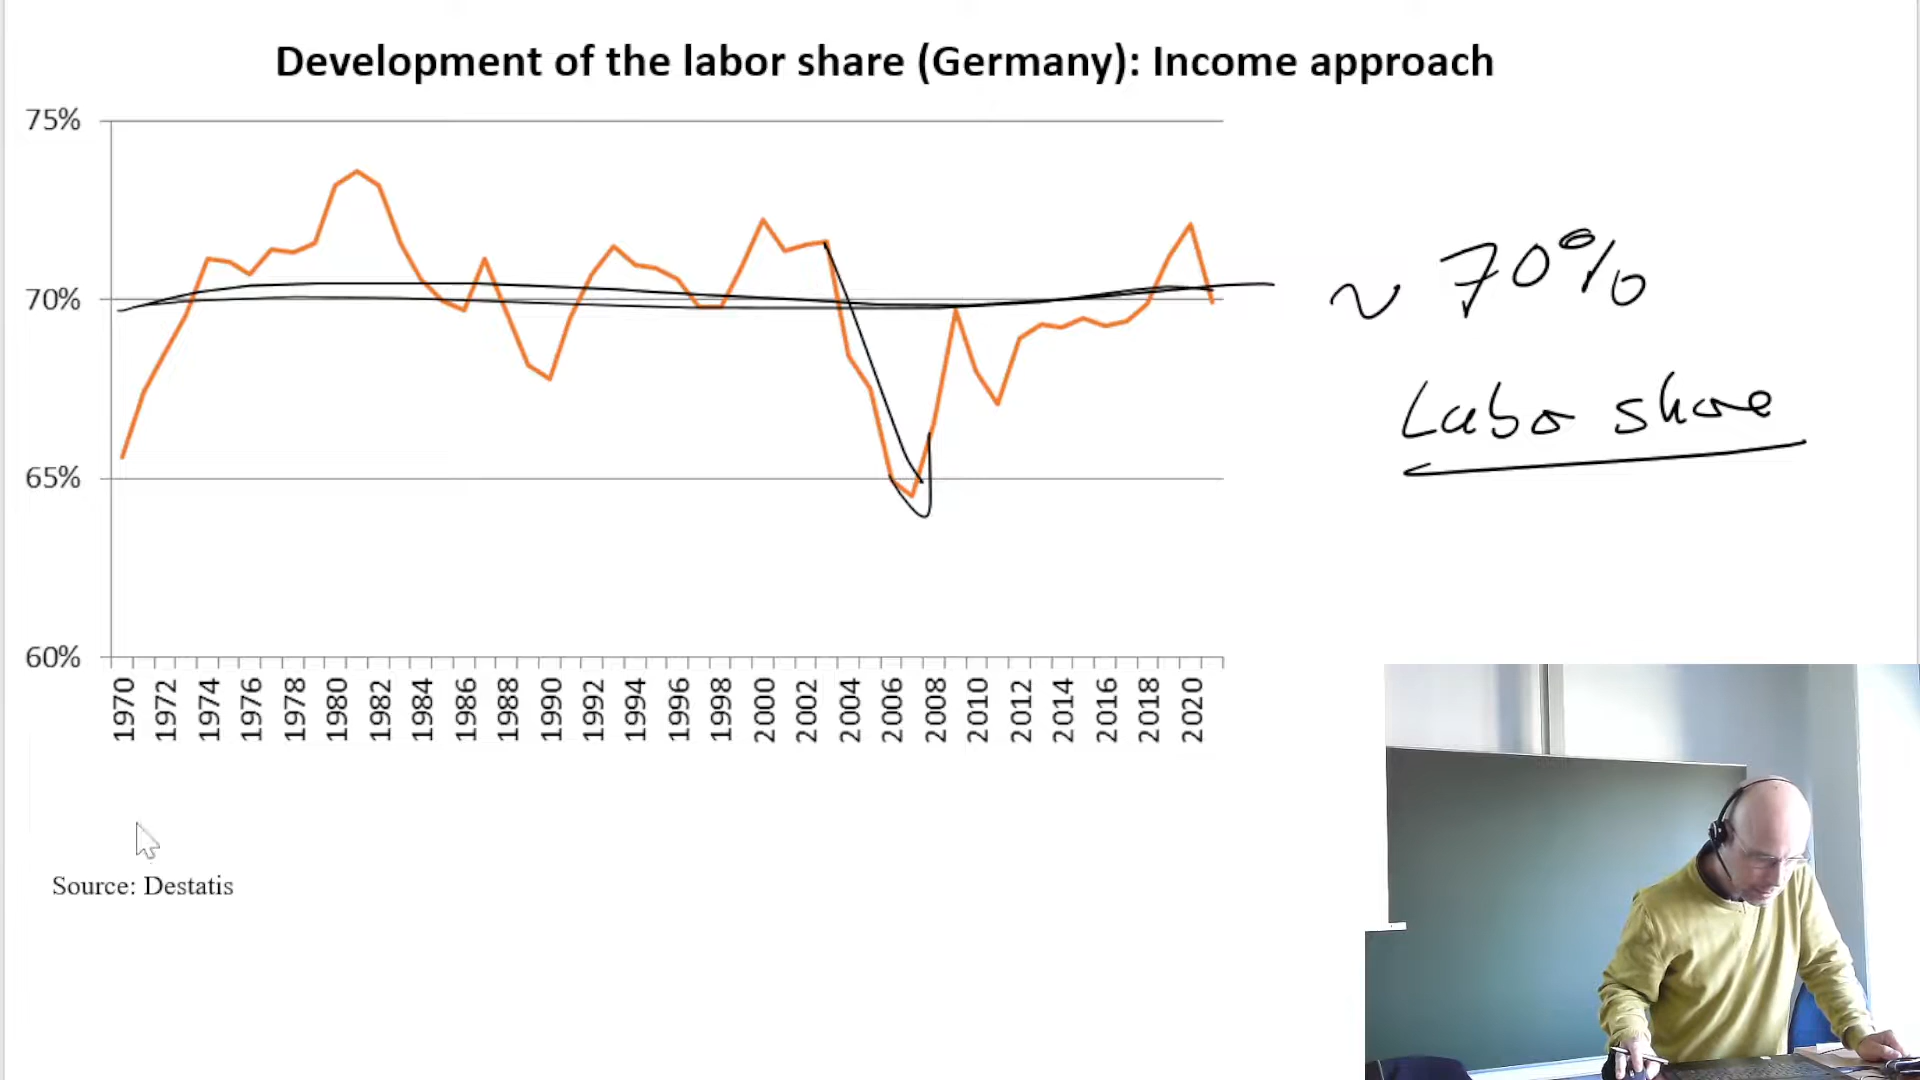 Development of the labor share (Germany): Income approach
75%
70%
65%
60%
1970 1972 1974 1976 1978 1980 1982 1984 1986 1988 1990 1992 1994 1996 1998 2000 2002 2004 2006 2008 2010 2012 2014 2016 2018 2020
~ 70%
Labor share
Source: Destatis